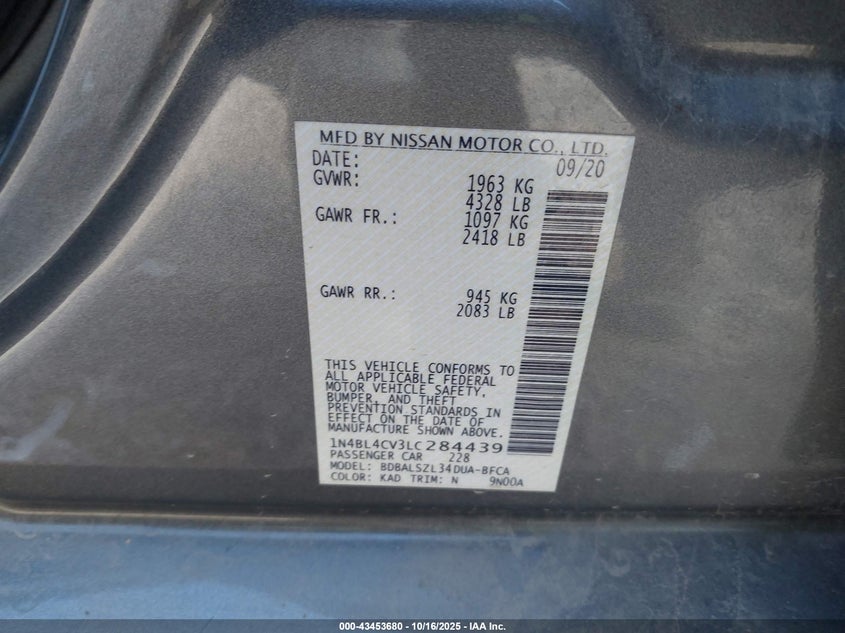 MFD BY NISSAN MOTOR CO., LTD.
DATE: 09/20
GVWR: 1963 KG
4328 LB
GAWR FR.: 1097 KG
2418 LB
GAWR RR.: 945 KG
2083 LB
THIS VEHICLE CONFORMS TO
ALL APPLICABLE FEDERAL
MOTOR VEHICLE SAFETY,
BUMPER, AND THEFT
PREVENTION STANDARDS IN
EFFECT ON THE DATE OF
MANUFACTURE SHOWN ABOVE.
1N4BL4CV3LC284439
PASSENGER CAR 228
MODEL: BDBALSZL34DUA-BFCA
COLOR: KAD TRIM: N 9N00A
000-43453680 - 10/16/2025 - IAA Inc.